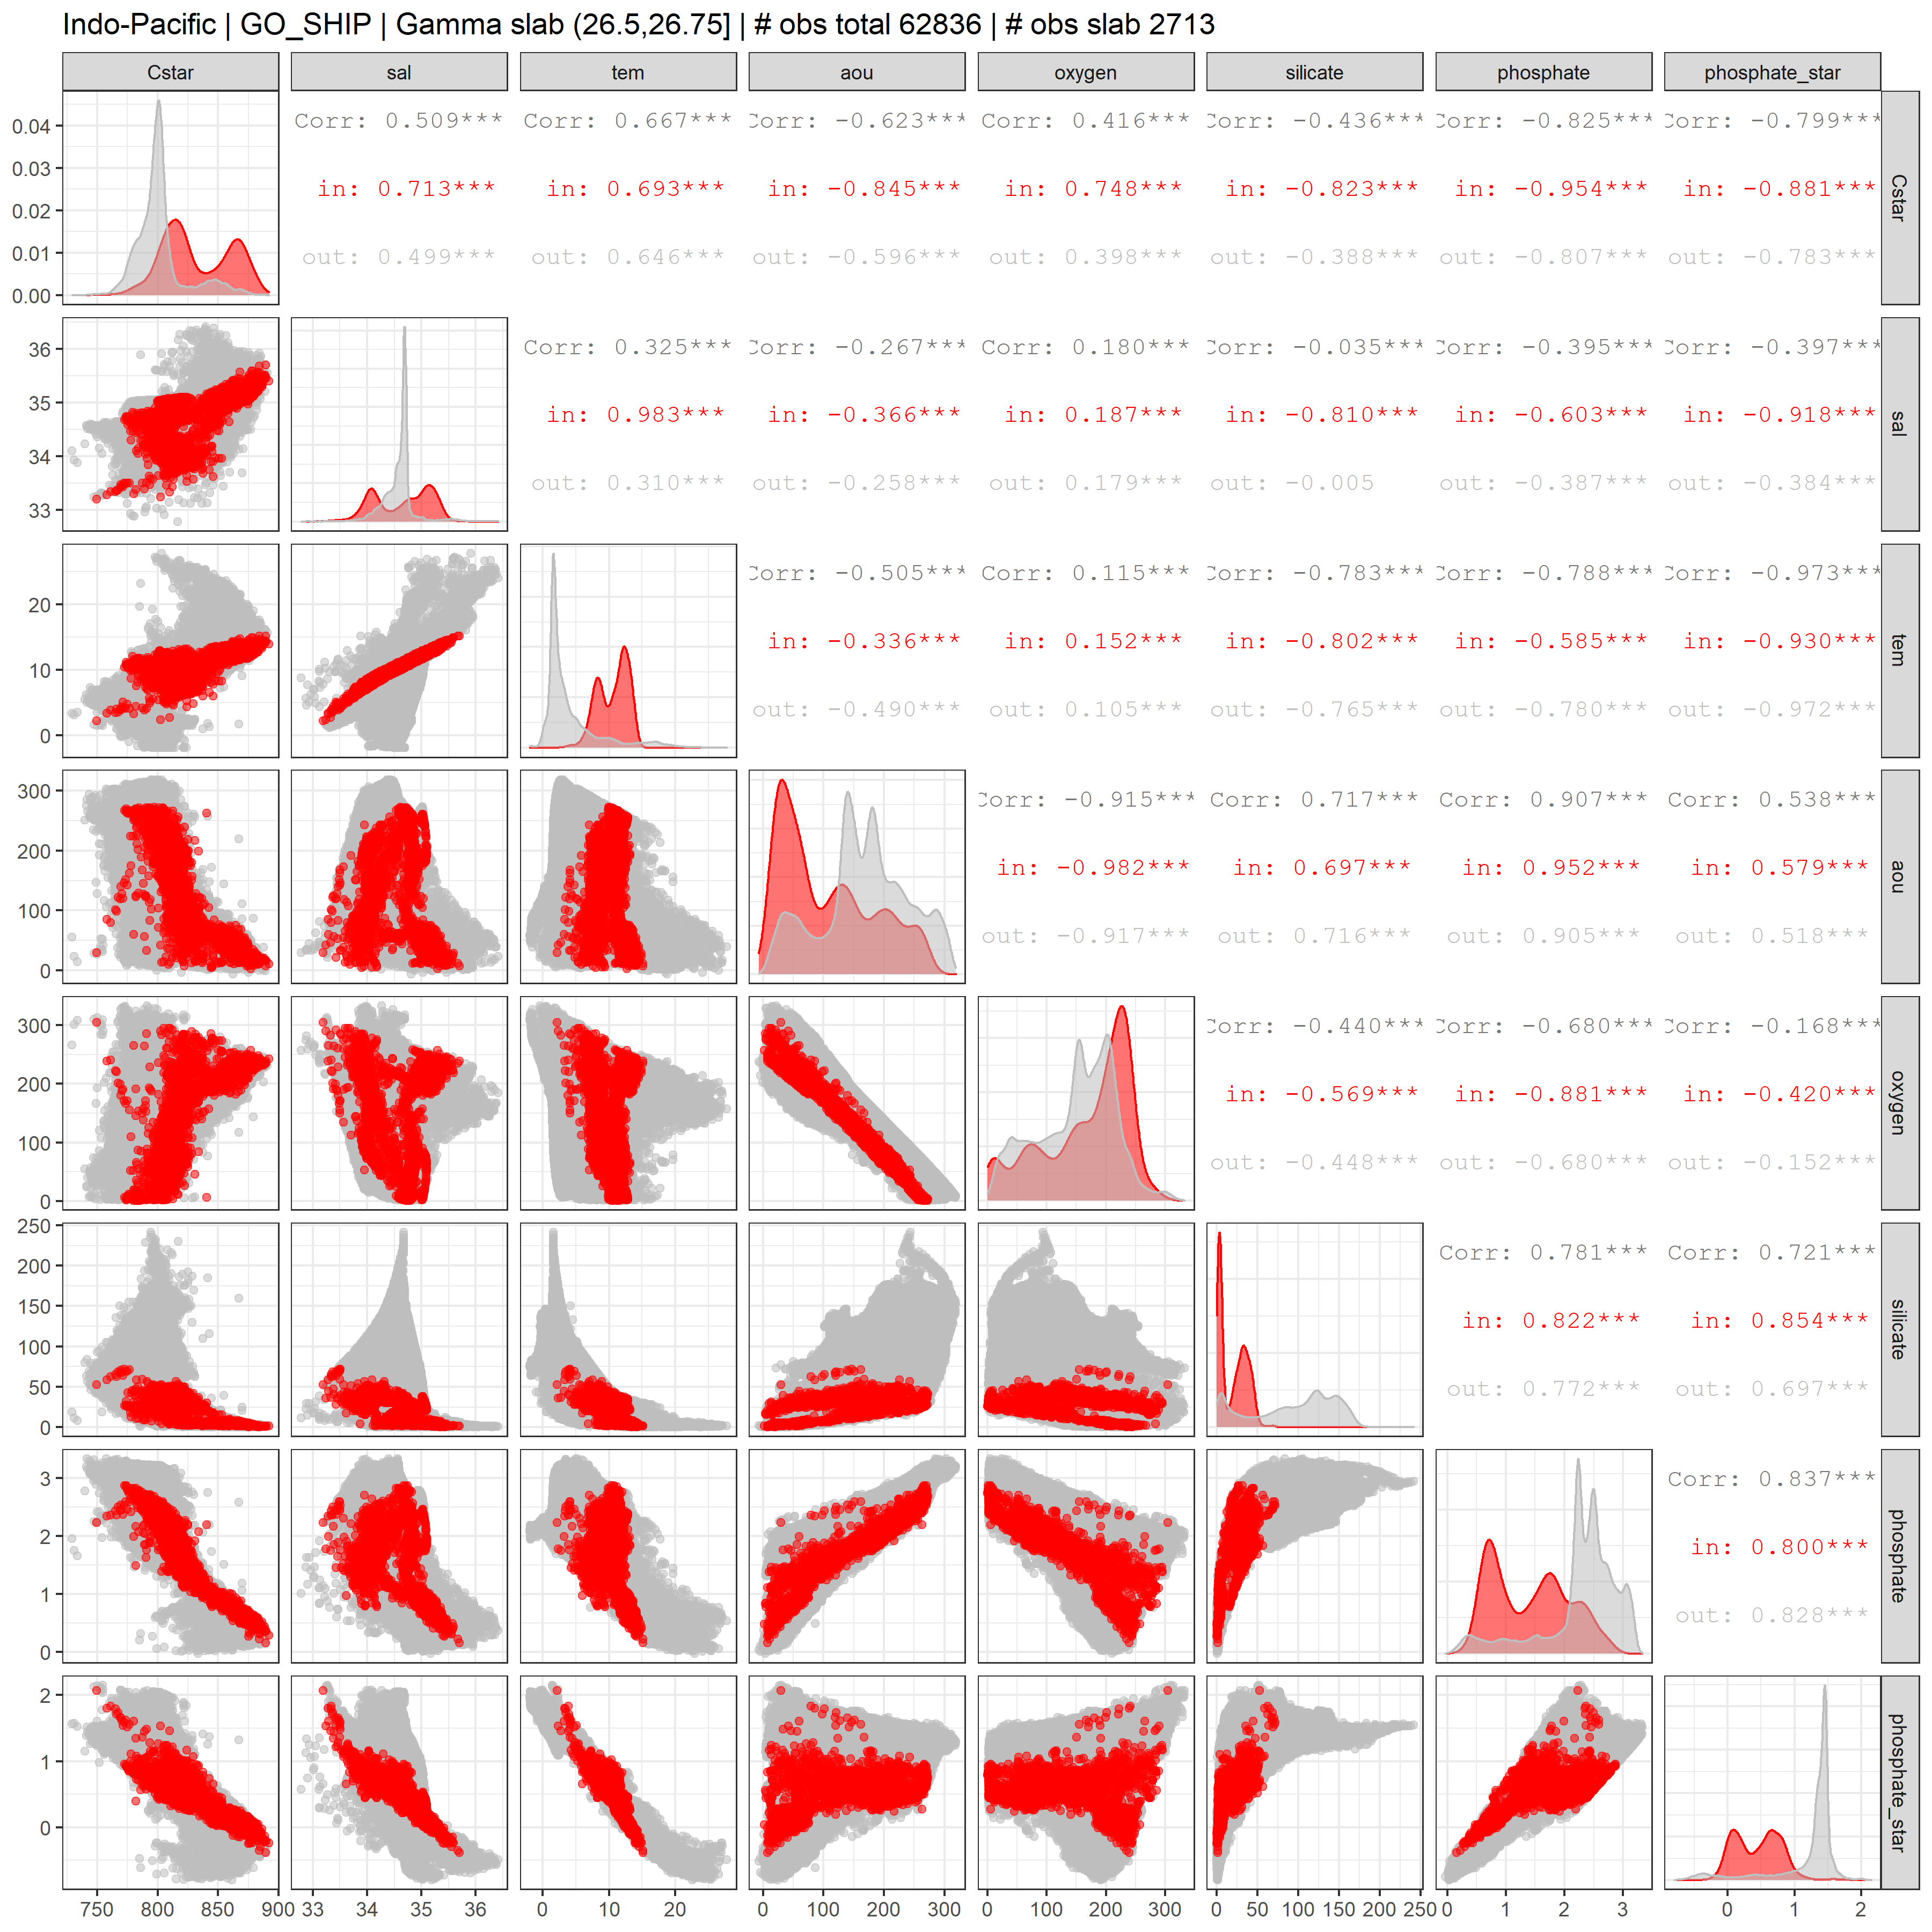 Indo-Pacific | GO_SHIP | Gamma slab (26.5,26.75] | # obs total 62836 | # obs slab 2713
Cstar sal tem aou oxygen silicate phosphate phosphate_star
0.04
0.03
0.02
0.01
0.00
Corr: 0.509*** Corr: 0.667*** Corr: -0.623*** Corr: 0.416*** Corr: -0.436*** Corr: -0.825*** Corr: -0.799***
in: 0.713*** in: 0.693*** in: -0.845*** in: 0.748*** in: -0.823*** in: -0.954*** in: -0.881***
out: 0.499*** out: 0.646*** out: -0.596*** out: 0.398*** out: -0.388*** out: -0.807*** out: -0.783***
Cstar
36
35
34
33
Corr: 0.325*** Corr: -0.267*** Corr: 0.180*** Corr: -0.035*** Corr: -0.395*** Corr: -0.397***
in: 0.983*** in: -0.366*** in: 0.187*** in: -0.810*** in: -0.603*** in: -0.918***
out: 0.310*** out: -0.258*** out: 0.179*** out: -0.005 out: -0.387*** out: -0.384***
sal
20
10
0
Corr: -0.505*** Corr: 0.115*** Corr: -0.783*** Corr: -0.788*** Corr: -0.973***
in: -0.336*** in: 0.152*** in: -0.802*** in: -0.585*** in: -0.930***
out: -0.490*** out: 0.105*** out: -0.765*** out: -0.780*** out: -0.972***
tem
300
200
100
0
Corr: -0.915*** Corr: 0.717*** Corr: 0.907*** Corr: 0.538***
in: -0.982*** in: 0.697*** in: 0.952*** in: 0.579***
out: -0.917*** out: 0.716*** out: 0.905*** out: 0.518***
aou
300
200
100
0
Corr: -0.440*** Corr: -0.680*** Corr: -0.168***
in: -0.569*** in: -0.881*** in: -0.420***
out: -0.448*** out: -0.680*** out: -0.152***
oxygen
250
200
150
100
50
0
Corr: 0.781*** Corr: 0.721***
in: 0.822*** in: 0.854***
out: 0.772*** out: 0.697***
silicate
3
2
1
0
Corr: 0.837***
in: 0.800***
out: 0.828***
phosphate
2
1
0
phosphate_star
750 800 850 900 33 34 35 36 0 10 20 0 100 200 300 0 100 200 300 0 50 100 150 200 250 0 1 2 3 0 1 2